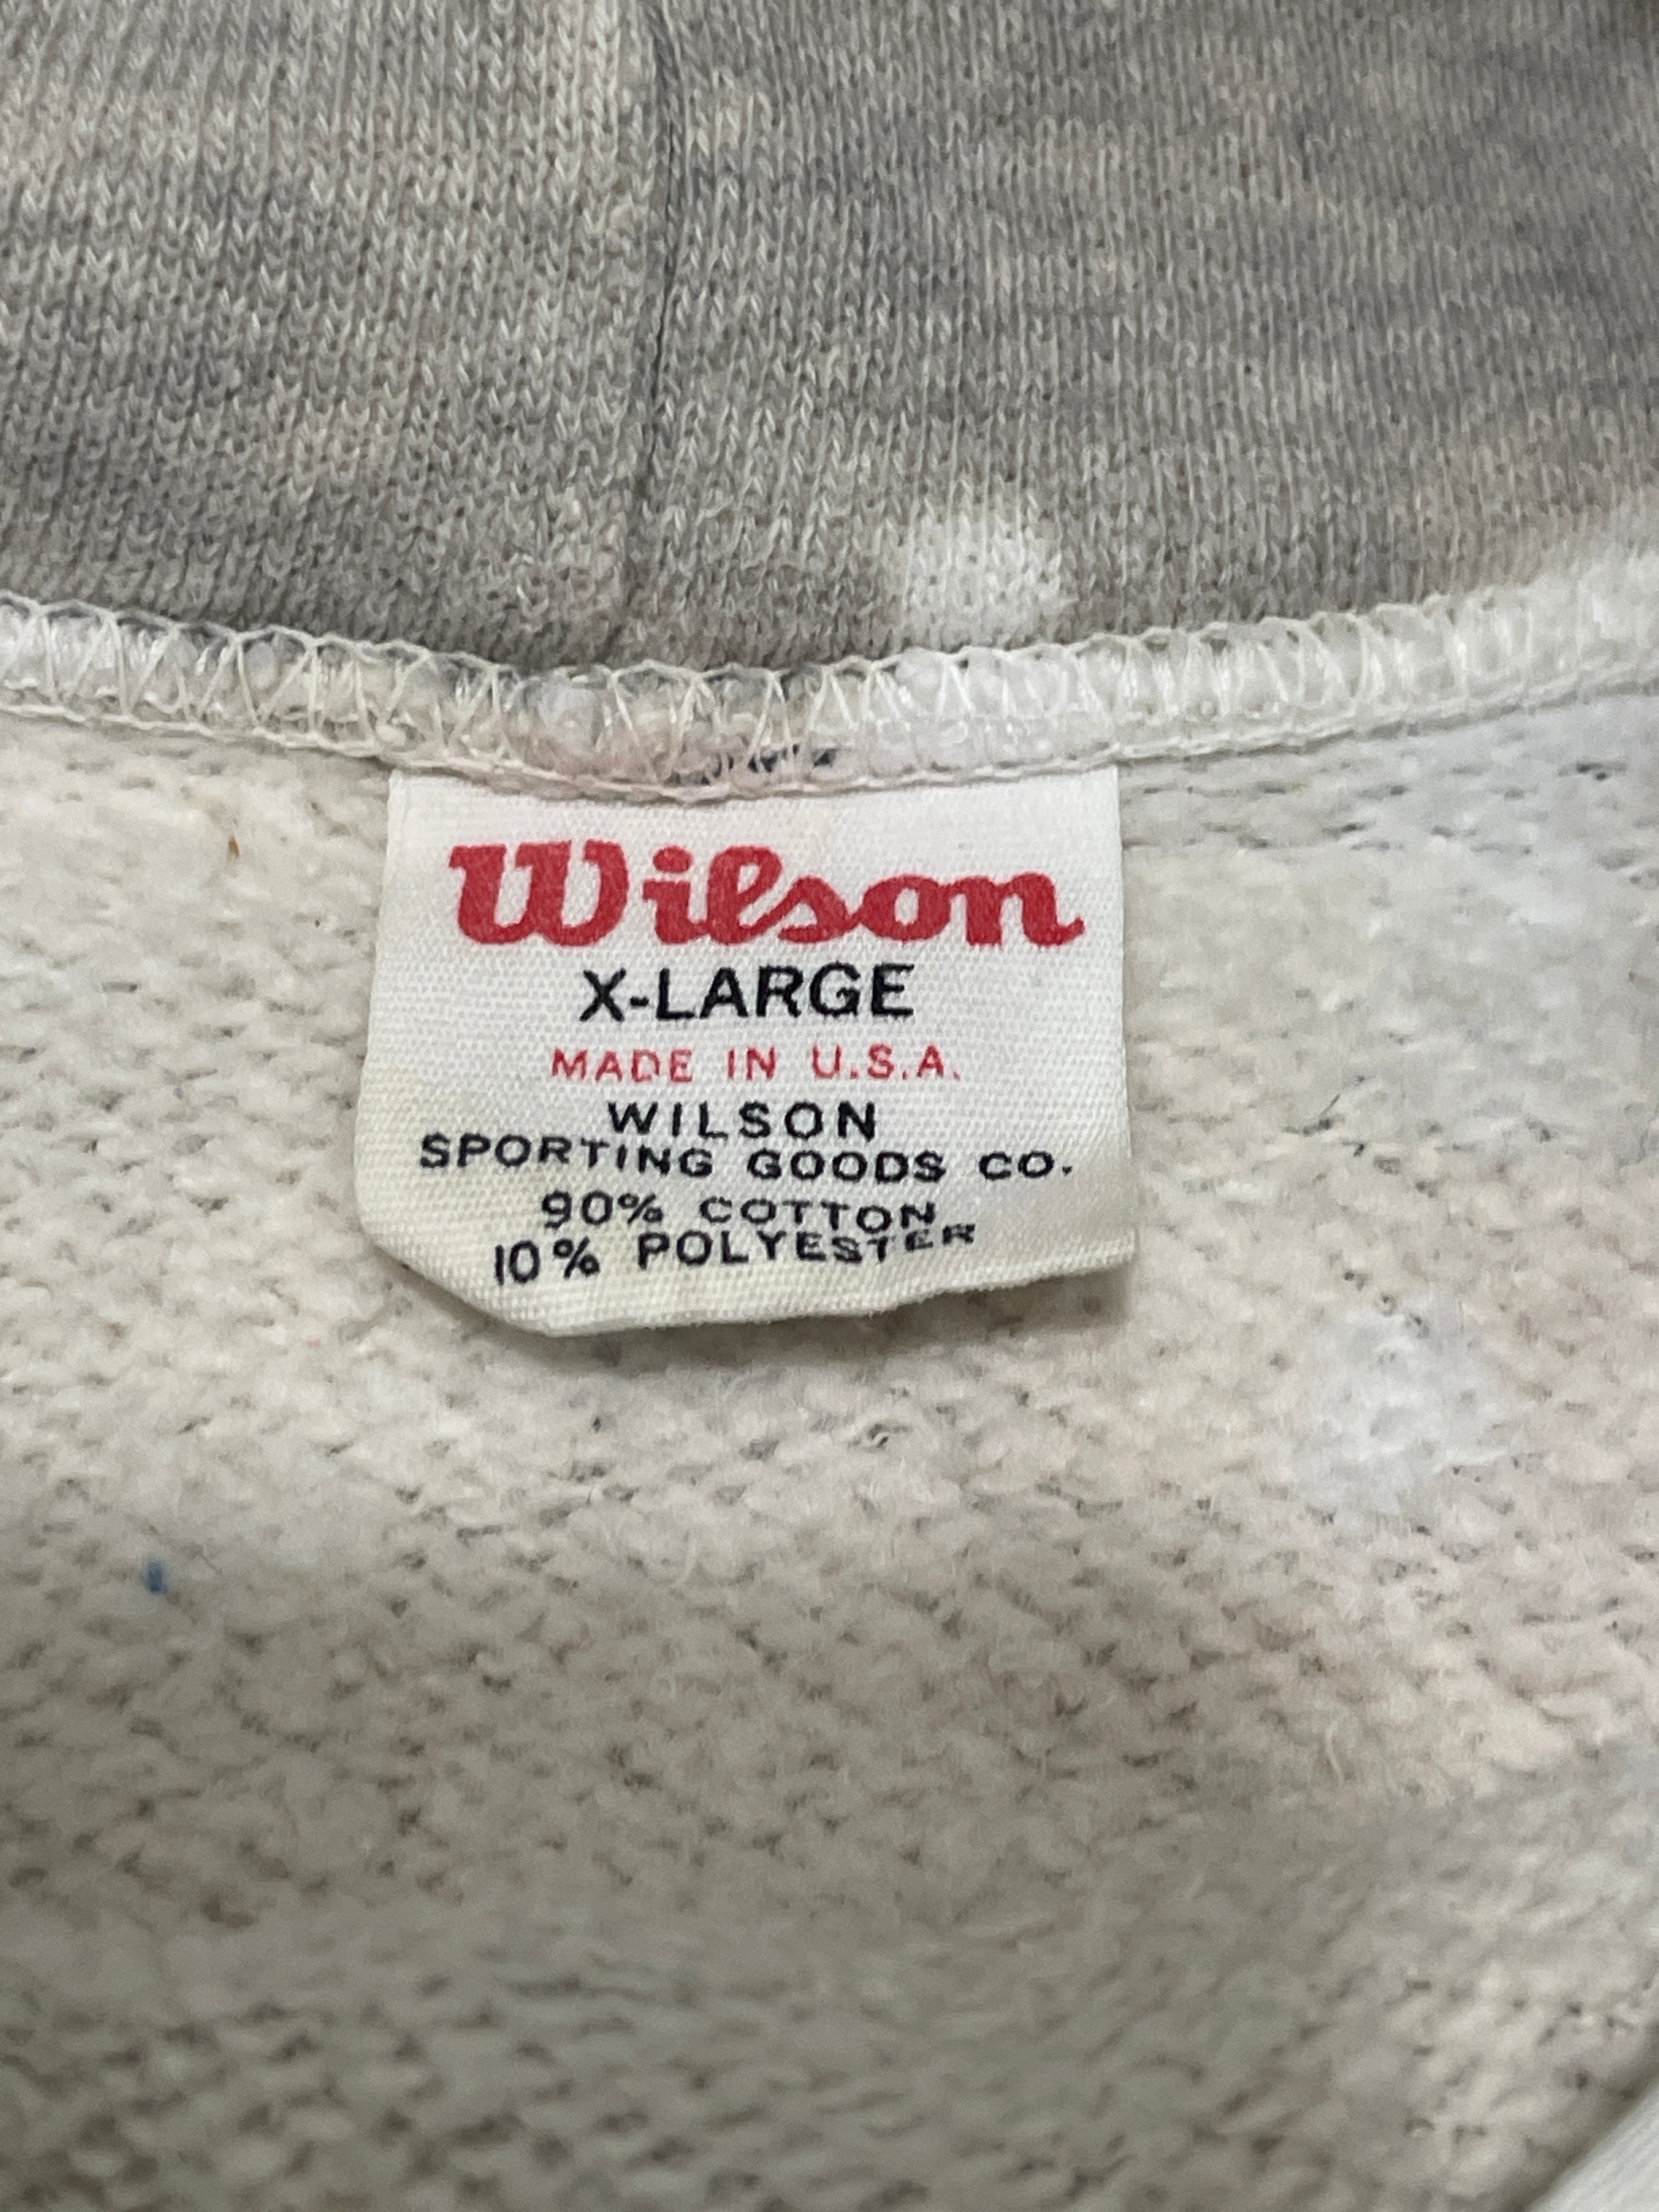 Wilson
X-LARGE
MADE IN U.S.A.
WILSON
SPORTING GOODS CO.
90% COTTON
10% POLYESTER